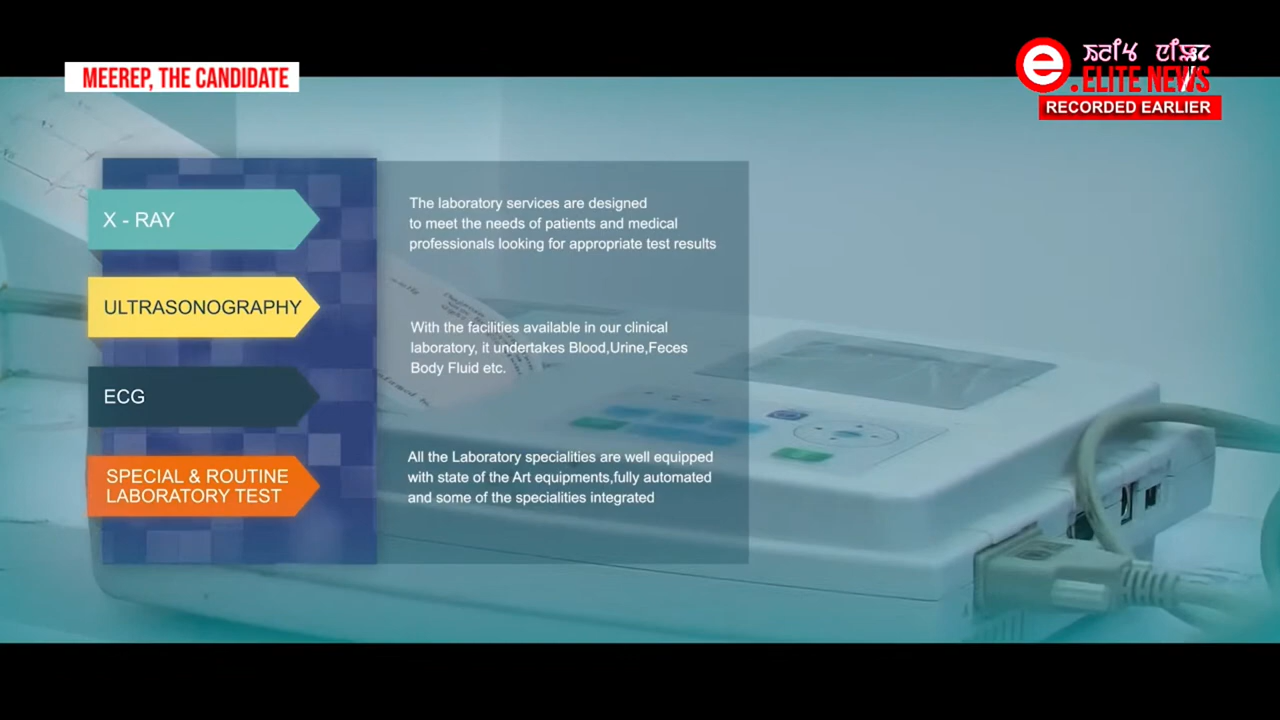 MEEREP, THE CANDIDATE
ꯁꯔꯤꯛ ꯅꯤꯎꯖ
e.ELITE NEWS
RECORDED EARLIER
X - RAY
ULTRASONOGRAPHY
ECG
SPECIAL & ROUTINE
LABORATORY TEST
The laboratory services are designed
to meet the needs of patients and medical
professionals looking for appropriate test results
With the facilities available in our clinical
laboratory, it undertakes Blood,Urine,Feces
Body Fluid etc.
All the Laboratory specialities are well equipped
with state of the Art equipments,fully automated
and some of the specialities integrated